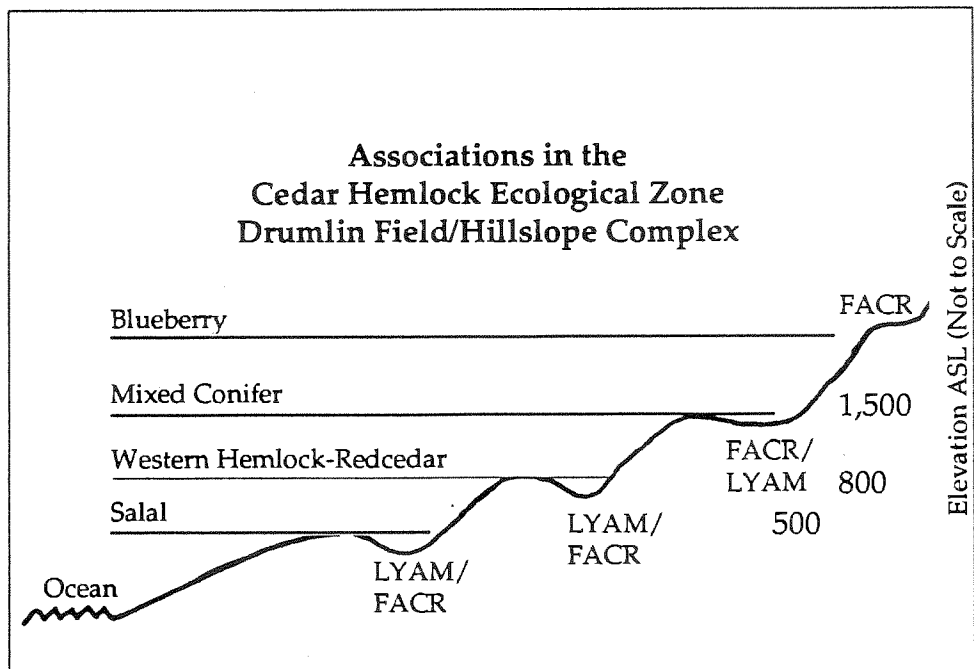 Associations in the
Cedar Hemlock Ecological Zone
Drumlin Field/Hillslope Complex
Elevation ASL (Not to Scale)
FACR
Blueberry
Mixed Conifer
1,500
Western Hemlock-Redcedar
FACR/
LYAM
800
Salal
500
LYAM/
FACR
LYAM/
FACR
Ocean